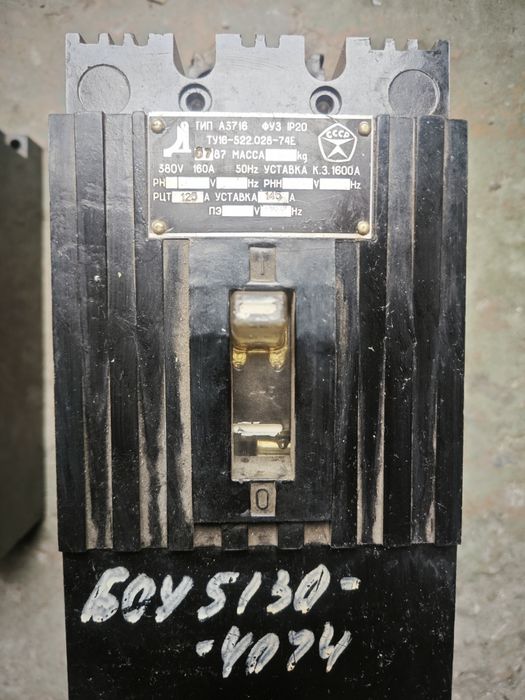 ТИП А3716 ФУЗ IP20
СССР
ТУ16-522.028-74Е
07 87 МАССА kg
380V 160A 50Hz УСТАВКА К.З.1600А
РН V Hz РНН V Hz
РЦТ 125 А УСТАВКА А
ПЭ V Hz
I
O
БОУ 5130-
-4074